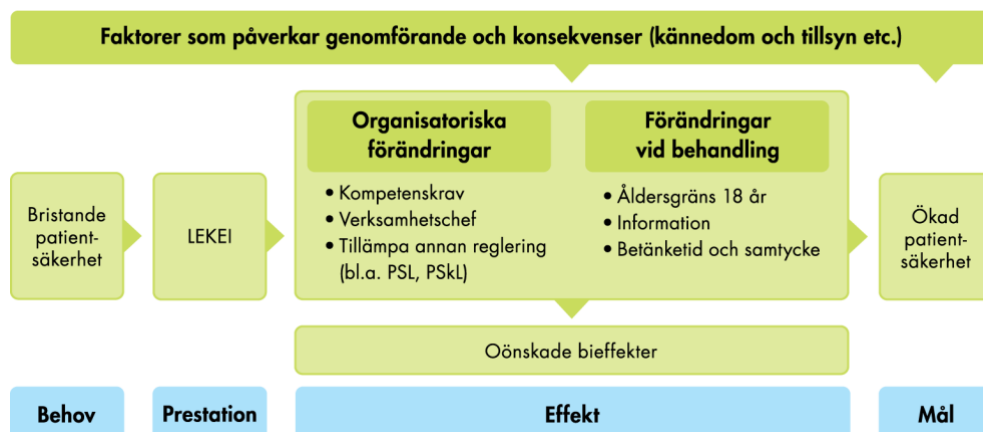 Faktorer som påverkar genomförande och konsekvenser (kännedom och tillsyn etc.)
Bristande
patient-
säkerhet
LEKEI
Organisatoriska
förändringar
• Kompetenskrav
• Verksamhetschef
• Tillämpa annan reglering
(bl.a. PSL, PSkL)
Förändringar
vid behandling
• Åldersgräns 18 år
• Information
• Betänketid och samtycke
Ökad
patient-
säkerhet
Oönskade bieffekter
Behov
Prestation
Effekt
Mål